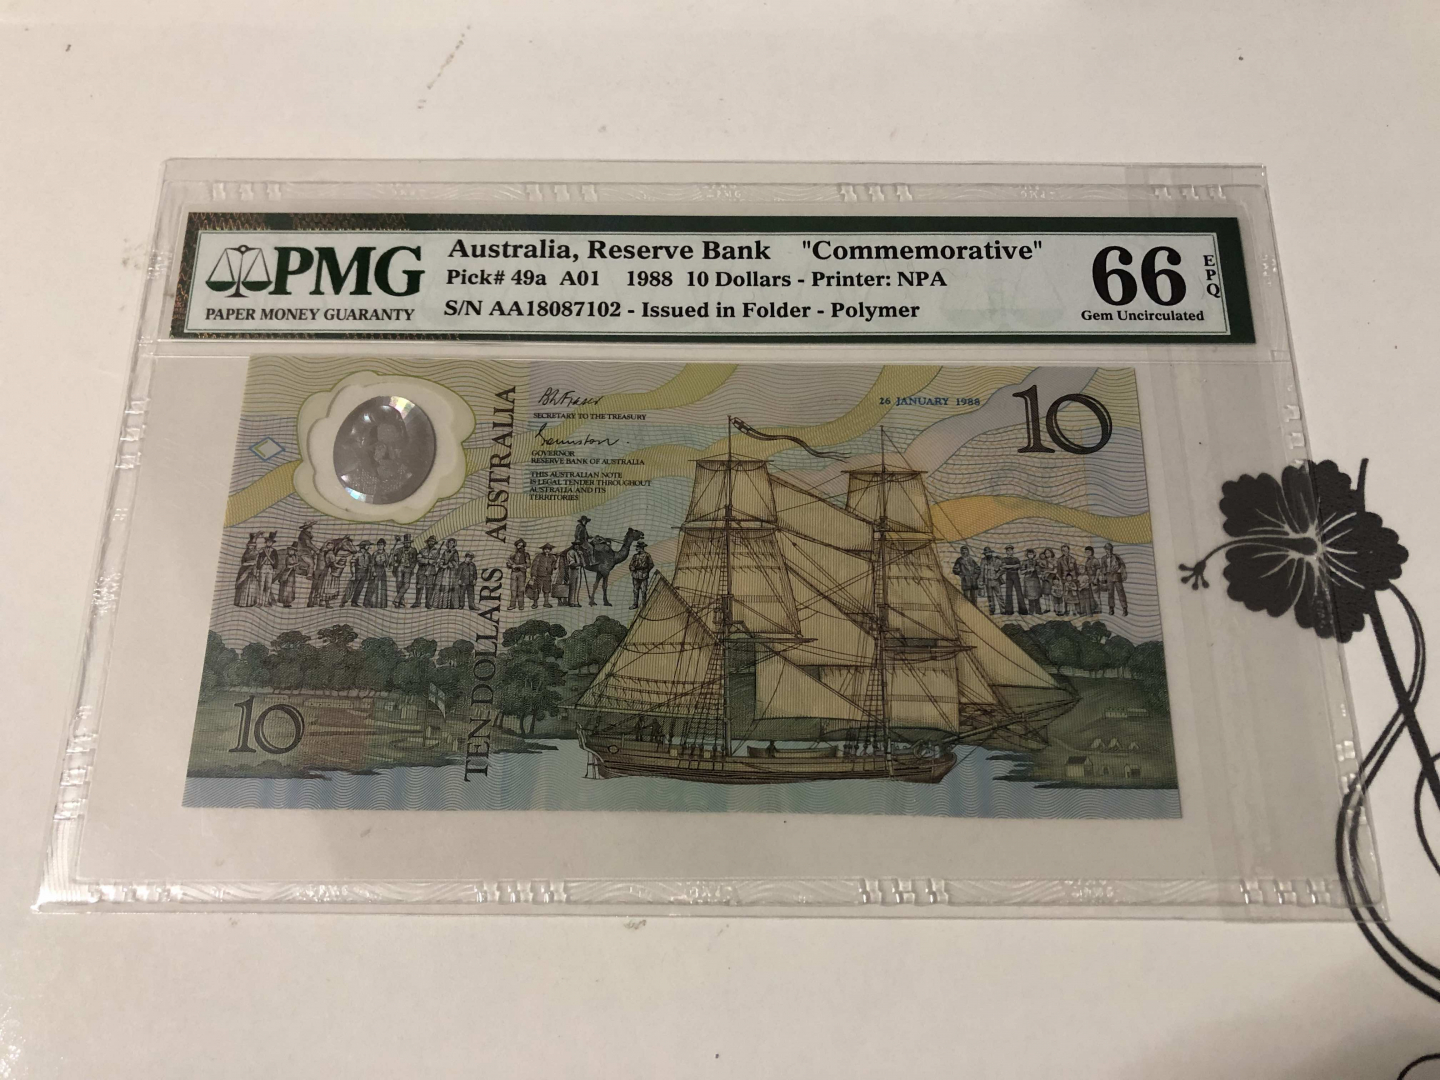 PMG
PAPER MONEY GUARANTY
Australia, Reserve Bank "Commemorative"
Pick# 49a A01 1988 10 Dollars - Printer: NPA
S/N AA18087102 - Issued in Folder - Polymer
66
EPQ
Gem Uncirculated
SECRETARY TO THE TREASURY
GOVERNOR
RESERVE BANK OF AUSTRALIA
THIS AUSTRALIAN NOTE
IS LEGAL TENDER THROUGHOUT
AUSTRALIA AND ITS
TERRITORIES
26 JANUARY 1988
10
TEN DOLLARS AUSTRALIA
10